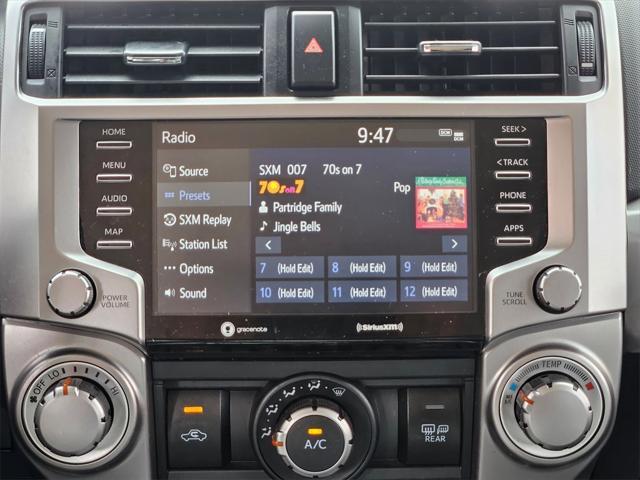 HOME
MENU
AUDIO
MAP
POWER
VOLUME
Radio
9:47
DCM
DCM
Source
Presets
SXM Replay
Station List
Options
Sound
SXM 007 70s on 7
70s on 7
Pop
Partridge Family
Jingle Bells
< >
7 (Hold Edit) 8 (Hold Edit) 9 (Hold Edit)
10 (Hold Edit) 11 (Hold Edit) 12 (Hold Edit)
gracenote
((SiriusXM))
SEEK >
< TRACK
PHONE
APPS
TUNE
SCROLL
OFF LO HI
A/C
REAR
TEMP